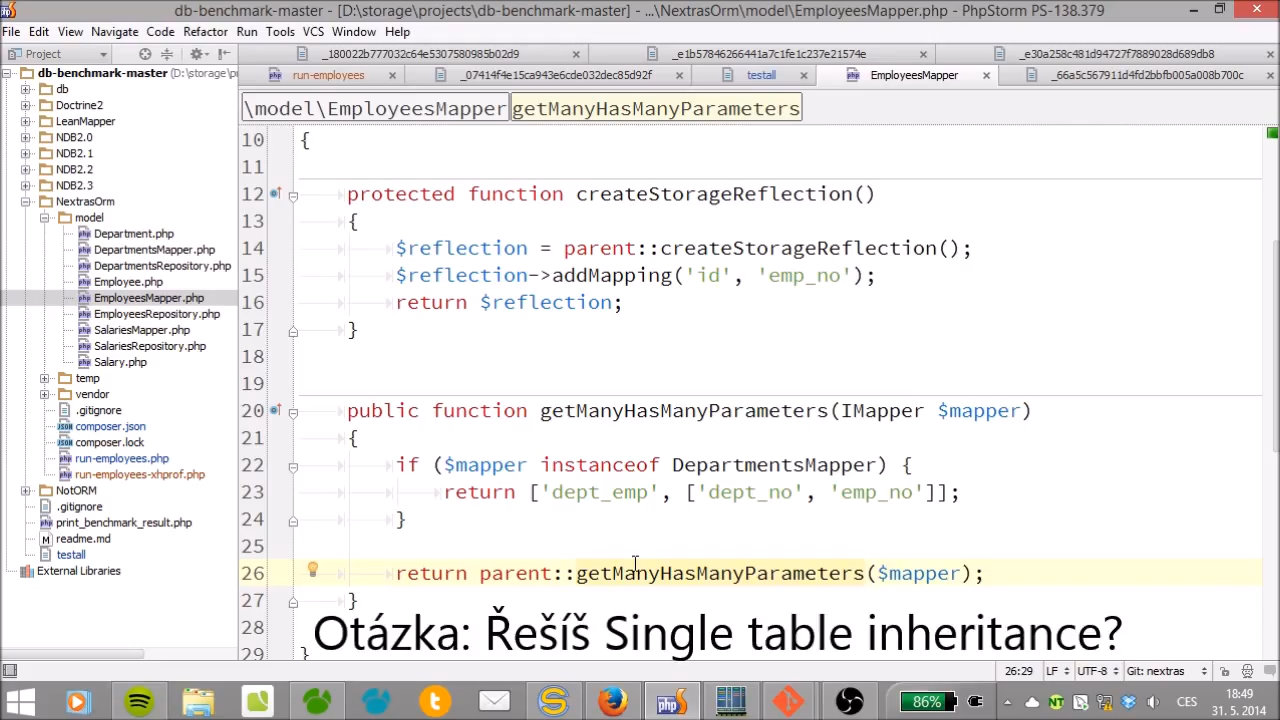 db-benchmark-master - [D:\storage\projects\db-benchmark-master] - ...\NextrasOrm\model\EmployeesMapper.php - PhpStorm PS-138.379
File Edit View Navigate Code Refactor Run Tools VCS Window Help
Project
_180022b777032c64e5307580985b02d9
_e1b57846266441a7c1fe1c237e21574e
_e30a258c481d94727f7889028d689db8
run-employees
_07414f4e15ca943e6cde032dec85d92f
testall
EmployeesMapper
_66a5c567911d4fd2bbfb005a008b700c
db-benchmark-master (D:\storage\p
db
Doctrine2
LeanMapper
NDB2.0
NDB2.1
NDB2.2
NDB2.3
NextrasOrm
model
Department.php
DepartmentsMapper.php
DepartmentsRepository.php
Employee.php
EmployeesMapper.php
EmployeesRepository.php
SalariesMapper.php
SalariesRepository.php
Salary.php
temp
vendor
.gitignore
composer.json
composer.lock
run-employees.php
run-employees-xhprof.php
NotORM
.gitignore
print_benchmark_result.php
readme.md
testall
External Libraries
\model\EmployeesMapper getManyHasManyParameters
10 {
11
12 protected function createStorageReflection()
13 {
14 $reflection = parent::createStorageReflection();
15 $reflection->addMapping('id', 'emp_no');
16 return $reflection;
17 }
18
19
20 public function getManyHasManyParameters(IMapper $mapper)
21 {
22 if ($mapper instanceof DepartmentsMapper) {
23 return ['dept_emp', ['dept_no', 'emp_no']];
24 }
25
26 return parent::getManyHasManyParameters($mapper);
27 }
28
29 }
Otázka: Řešíš Single table inheritance?
26:29 LF UTF-8 Git: nextras
86% CES 18:49
31. 5. 2014